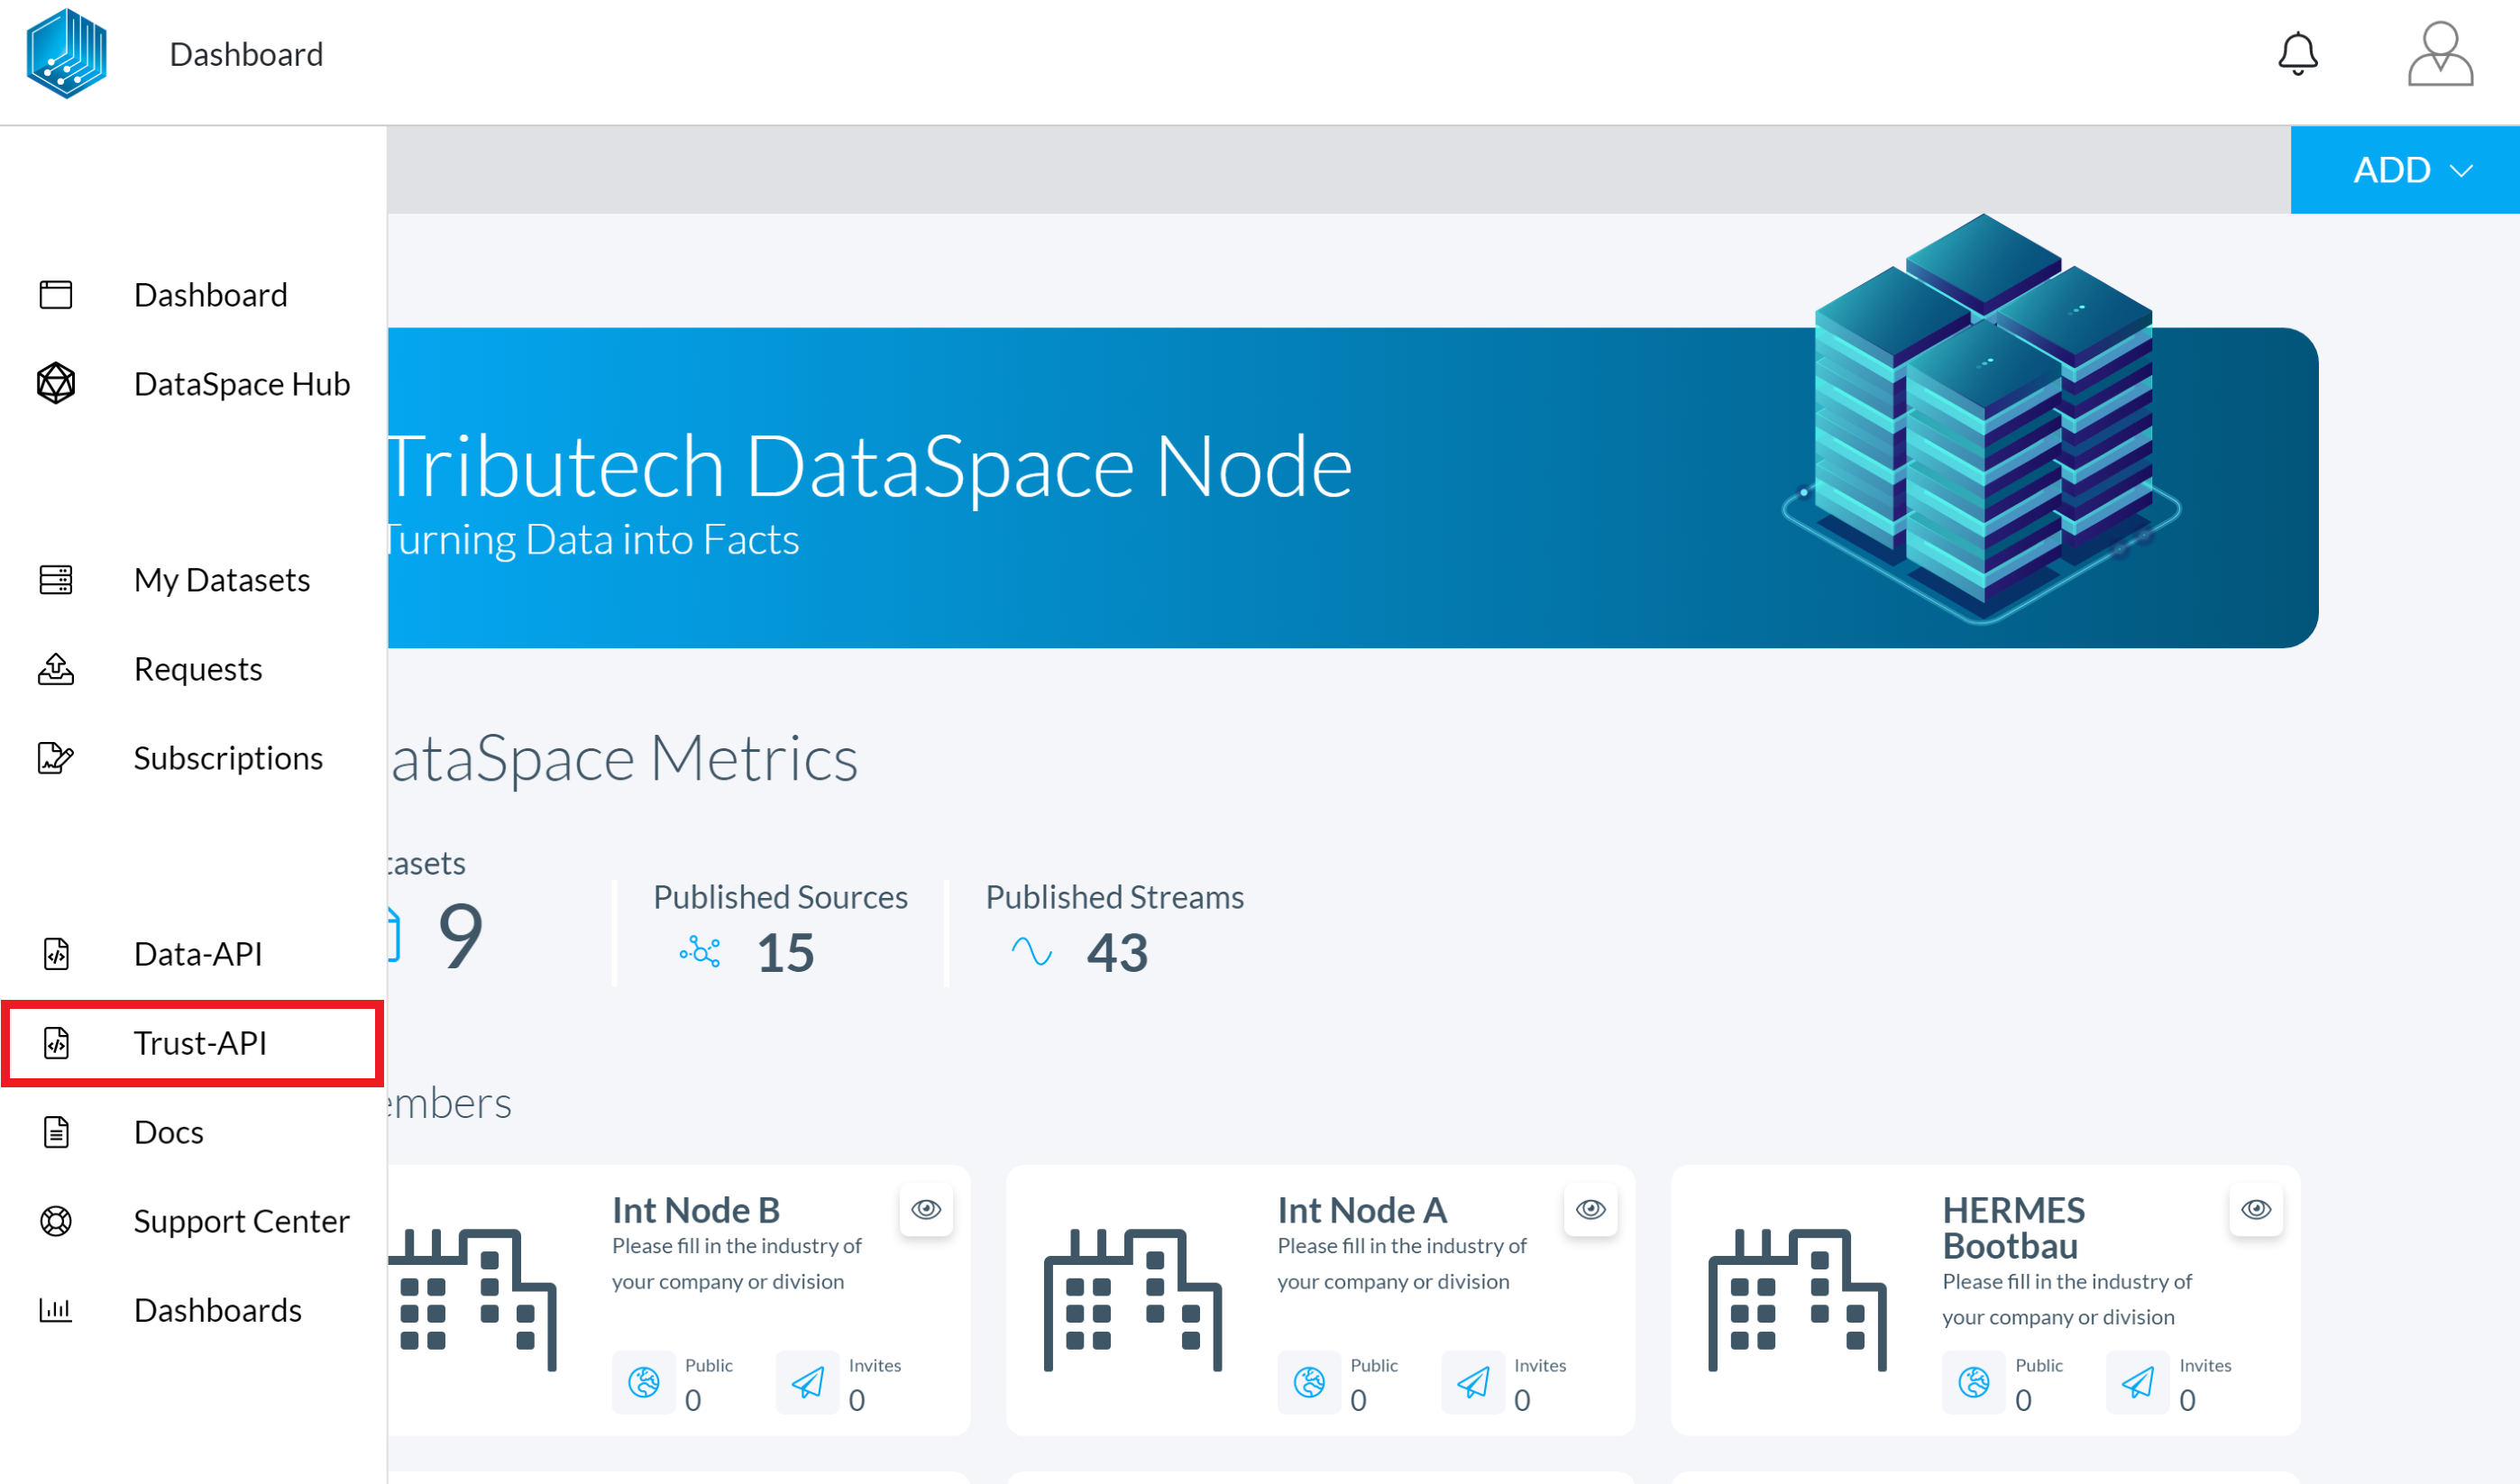 Dashboard
ADD
Dashboard
DataSpace Hub
My Datasets
Requests
Subscriptions
Data-API
Trust-API
Docs
Support Center
Dashboards
Tributech DataSpace Node
Turning Data into Facts
ataSpace Metrics
tasets
9
Published Sources
15
Published Streams
43
embers
Int Node B
Please fill in the industry of
your company or division
Public
0
Invites
0
Int Node A
Please fill in the industry of
your company or division
Public
0
Invites
0
HERMES
Bootbau
Please fill in the industry of
your company or division
Public
0
Invites
0